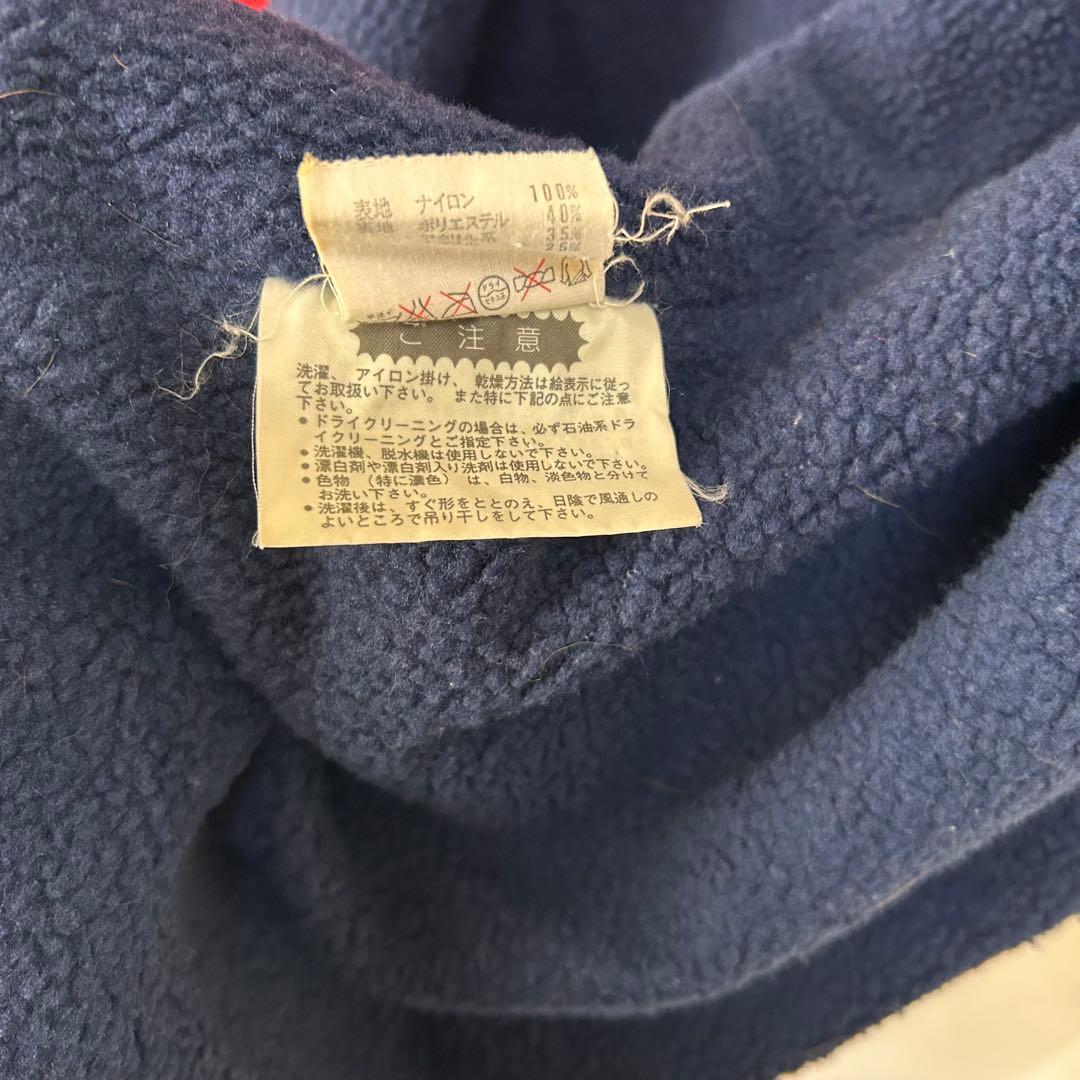 表地 ナイロン 100%
裏地 ポリエステル 40%
35%
25%
ドライ
ご注意
洗濯、 アイロン掛け、 乾燥方法は絵表示に従っ
てお取扱い下さい。 また特に下記の点にご注意
下さい。
● ドライクリーニングの場合は、必ず石油系ドラ
イクリーニングとご指定下さい。
● 洗濯機、脱水機は使用しないで下さい。
● 漂白剤や漂白剤入り洗剤は使用しないで下さい。
● 色物 (特に濃色) は、白物、淡色物と分けて
お洗い下さい。
● 洗濯後は、すぐ形をととのえ、日陰で風通しの
よいところで吊り干しをして下さい。